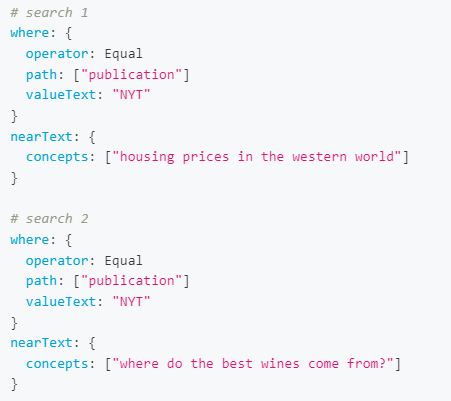 # search 1
where: {
  operator: Equal
  path: ["publication"]
  valueText: "NYT"
}
nearText: {
  concepts: ["housing prices in the western world"]
}

# search 2
where: {
  operator: Equal
  path: ["publication"]
  valueText: "NYT"
}
nearText: {
  concepts: ["where do the best wines come from?"]
}